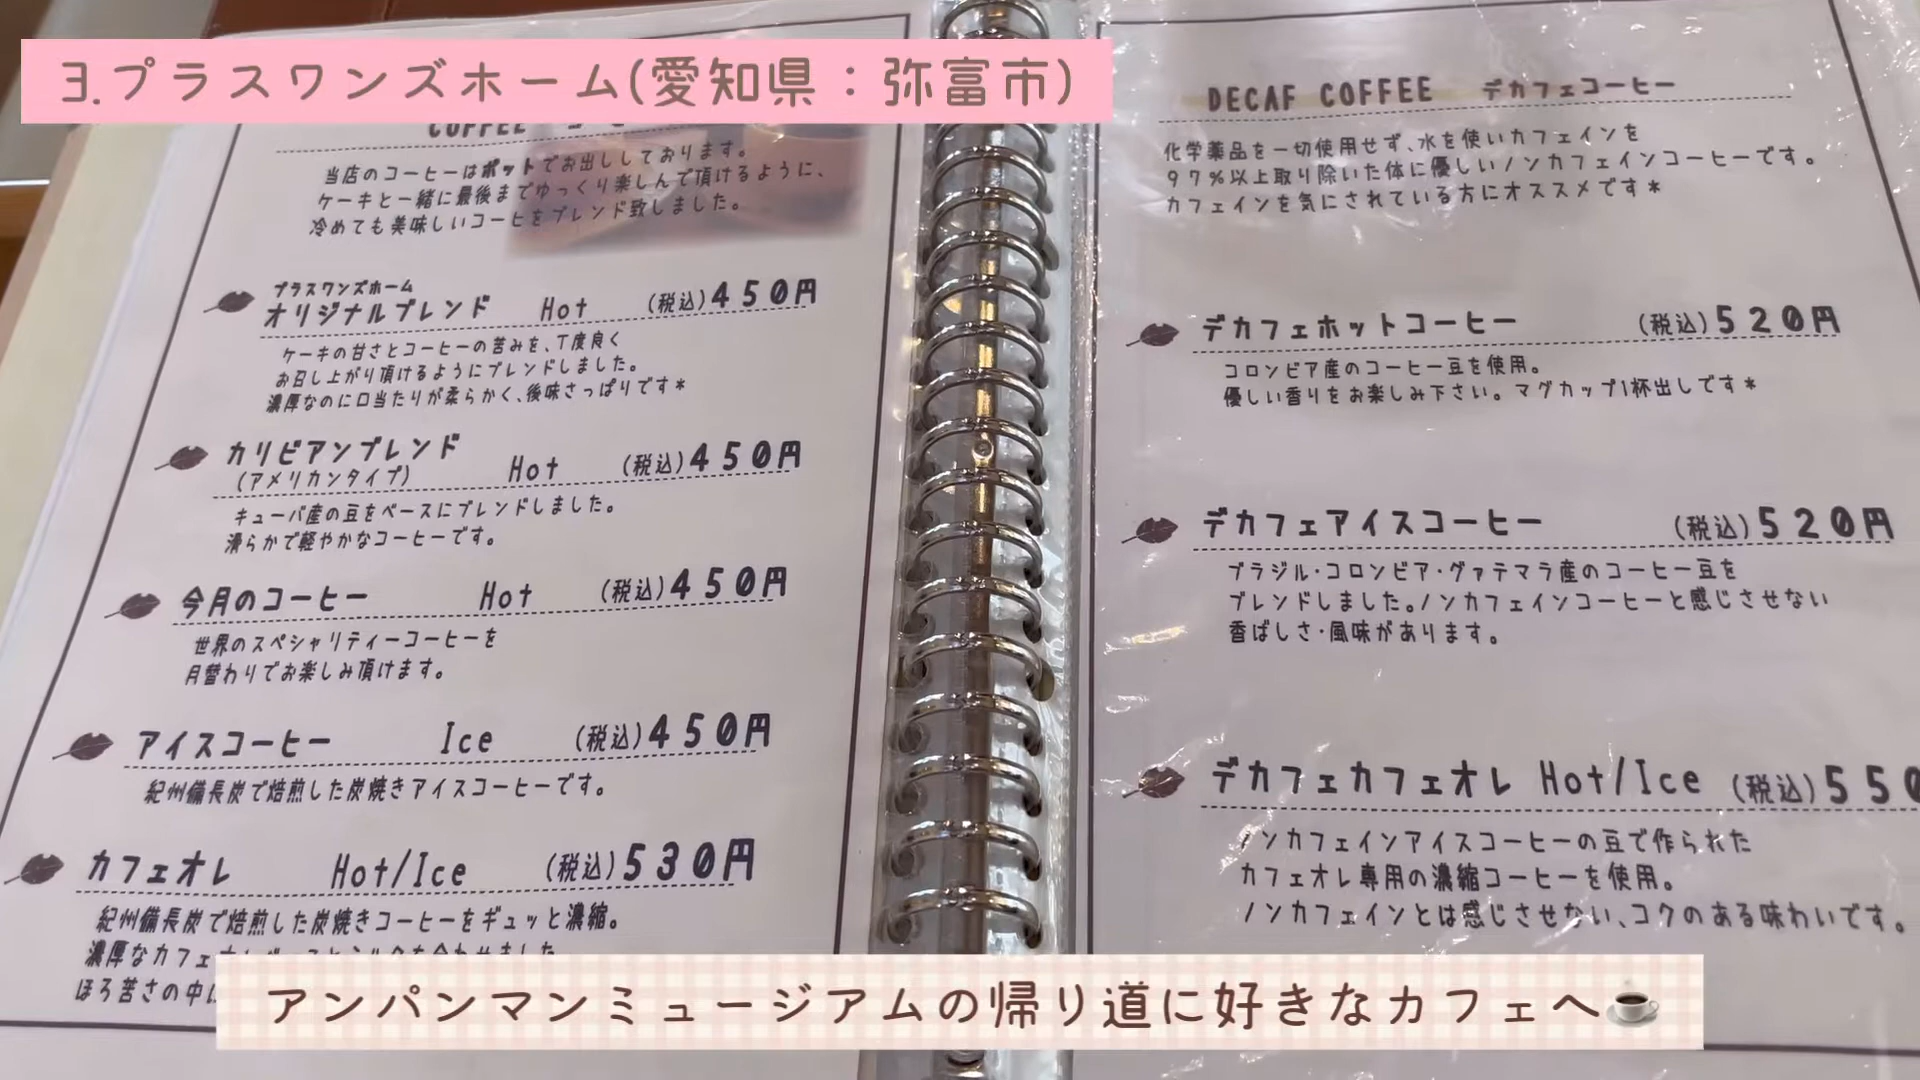 3.プラスワンズホーム(愛知県：弥富市)
COFFEE
当店のコーヒーはポットでお出ししております。
ケーキと一緒に最後までゆっくり楽しんで頂けるように、
冷めても美味しいコーヒをブレンド致しました。
プラスワンズホーム
オリジナルブレンド Hot (税込)450円
ケーキの甘さとコーヒーの苦みを、丁度良く
お召し上がり頂けるようにブレンドしました。
濃厚なのに口当たりが柔らかく、後味さっぱりです*
カリビアンブレンド
(アメリカンタイプ) Hot (税込)450円
キューバ産の豆をベースにブレンドしました。
滑らかで軽やかなコーヒーです。
今月のコーヒー Hot (税込)450円
世界のスペシャリティーコーヒーを
月替わりでお楽しみ頂けます。
アイスコーヒー Ice (税込)450円
紀州備長炭で焙煎した炭焼きアイスコーヒーです。
カフェオレ Hot/Ice (税込)530円
紀州備長炭で焙煎した炭焼きコーヒーをギュッと濃縮。
濃厚なカフェ
ほろ苦さの中に
DECAF COFFEE デカフェコーヒー
化学薬品を一切使用せず、水を使いカフェインを
97%以上取り除いた体に優しいノンカフェインコーヒーです。
カフェインを気にされている方にオススメです*
デカフェホットコーヒー (税込)520円
コロンビア産のコーヒー豆を使用。
優しい香りをお楽しみ下さい。マグカップ1杯出しです*
デカフェアイスコーヒー (税込)520円
ブラジル･コロンビア･グァテマラ産のコーヒー豆を
ブレンドしました。ノンカフェインコーヒーと感じさせない
香ばしさ･風味があります。
デカフェカフェオレ Hot/Ice (税込)550
ノンカフェインアイスコーヒーの豆で作られた
カフェオレ専用の濃縮コーヒーを使用。
ノンカフェインとは感じさせない、コクのある味わいです。
アンパンマンミュージアムの帰り道に好きなカフェへ☕